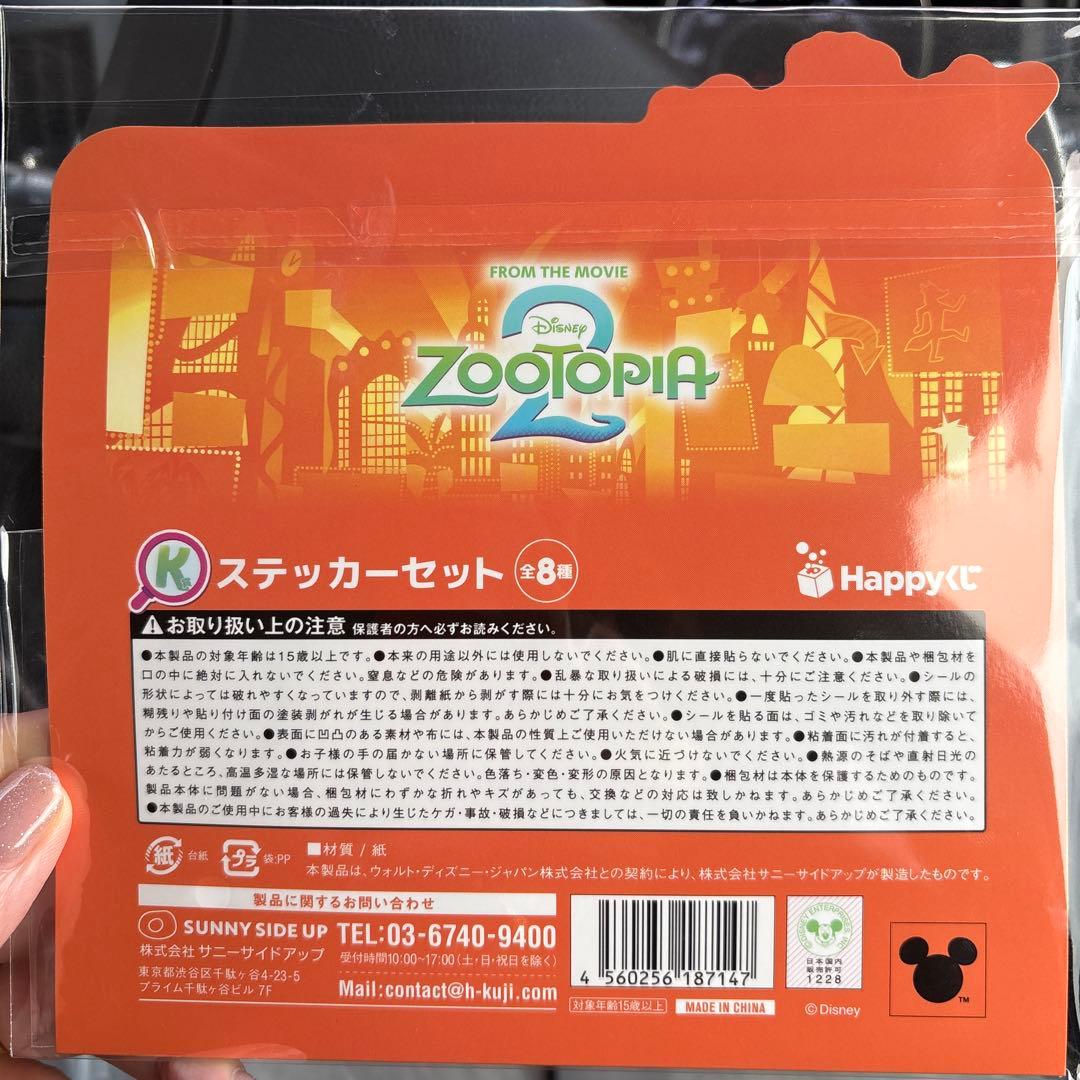 FROM THE MOVIE
2
Disney
ZOOTOPIA
K賞 ステッカーセット 全8種
Happyくじ
お取り扱い上の注意 保護者の方へ必ずお読みください。
●本製品の対象年齢は15歳以上です。●本来の用途以外には使用しないでください。●肌に直接貼らないでください。●本製品や梱包材を
口の中に絶対に入れないでください。窒息などの危険があります。●乱暴な取り扱いによる破損には、十分にご注意ください。●シールの
形状によっては破れやすくなっていますので、剥離紙から剥がす際には十分にお気をつけください。●一度貼ったシールを取り外す際には、
糊残りや貼り付け面の塗装剥がれが生じる場合があります。あらかじめご了承ください。●シールを貼る面は、ゴミや汚れなどを取り除いて
からご使用ください。●表面に凹凸のある素材や布には、本製品の性質上ご使用いただけない場合があります。●粘着面に汚れが付着すると、
粘着力が弱くなります。●お子様の手の届かない場所に保管してください。●火気に近づけないでください。●熱源のそばや直射日光の
あたるところ、高温多湿な場所には保管しないでください。色落ち・変色・変形の原因となります。●梱包材は本体を保護するためのものです。
製品本体に問題がない場合、梱包材にわずかな折れやキズがあっても、交換などの対応は致しかねます。あらかじめご了承ください。
●本製品のご使用中にお客様の過失により生じたケガ・事故・破損などにつきましては、一切の責任を負いかねます。あらかじめご了承ください。
紙 台紙 プラ 袋:PP ■材質 / 紙
本製品は、ウォルト・ディズニー・ジャパン株式会社との契約により、株式会社サニーサイドアップが製造したものです。
製品に関するお問い合わせ
SUNNY SIDE UP
株式会社 サニーサイドアップ
東京都渋谷区千駄ヶ谷4-23-5
プライム千駄ヶ谷ビル 7F
TEL:03-6740-9400
受付時間10:00~17:00(土・日・祝日を除く)
Mail:contact@h-kuji.com
4 560256 187147
対象年齢15歳以上 MADE IN CHINA
DISNEY ENTERPRISES INC
日本国内
販売許可
1228
©Disney
TM